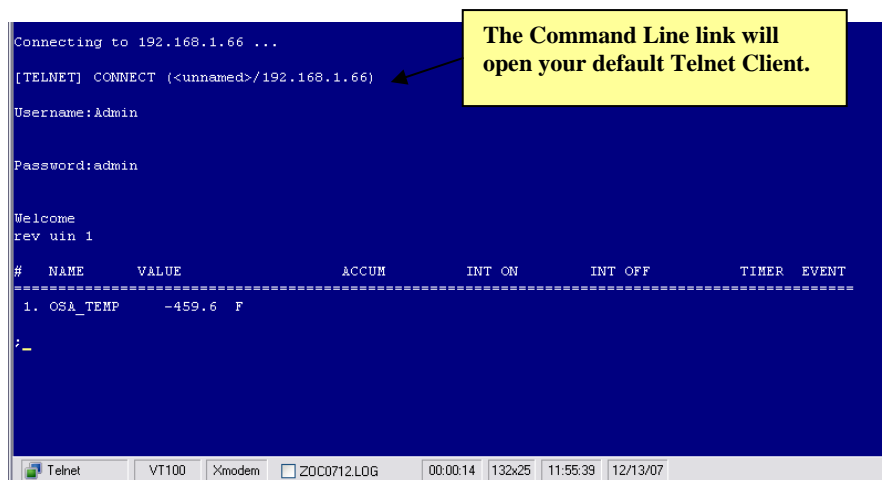 The Command Line link will
open your default Telnet Client.
Connecting to 192.168.1.66 ...
[TELNET] CONNECT (<unnamed>/192.168.1.66)
Username:Admin
Password:admin
Welcome
rev uin 1
# NAME VALUE ACCUM INT ON INT OFF TIMER EVENT
===============================================================================================
1. OSA_TEMP -459.6 F
;_
Telnet VT100 Xmodem ZOC0712.LOG 00:00:14 132x25 11:55:39 12/13/07